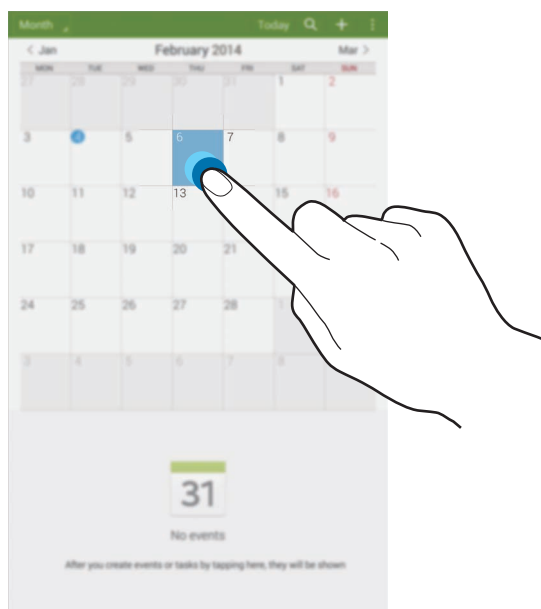 Month Today
< Jan February 2014 Mar >
MON TUE WED THU FRI SAT SUN
27 28 29 30 31 1 2
3 4 5 6 7 8 9
10 11 12 13 15 16
17 18 19 20 21
24 25 26 27 28 1
3 4 5 6 7 8
31
No events
After you create events or tasks by tapping here, they will be shown